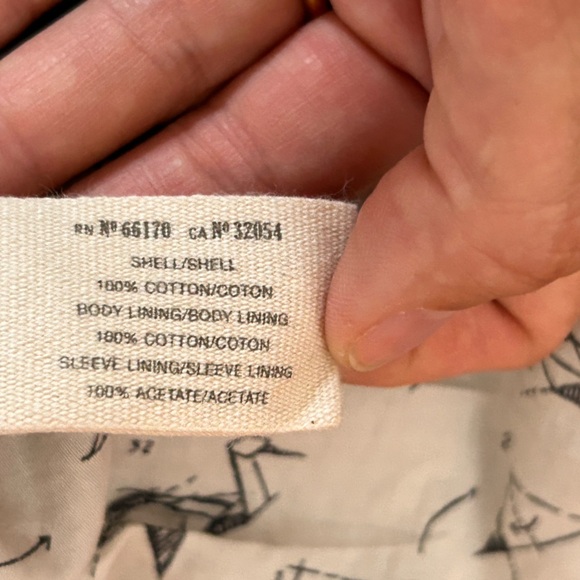 RN Nº 66170 CA Nº 32054
SHELL/SHELL
100% COTTON/COTON
BODY LINING/BODY LINING
100% COTTON/COTON
SLEEVE LINING/SLEEVE LINING
100% ACETATE/ACETATE
92